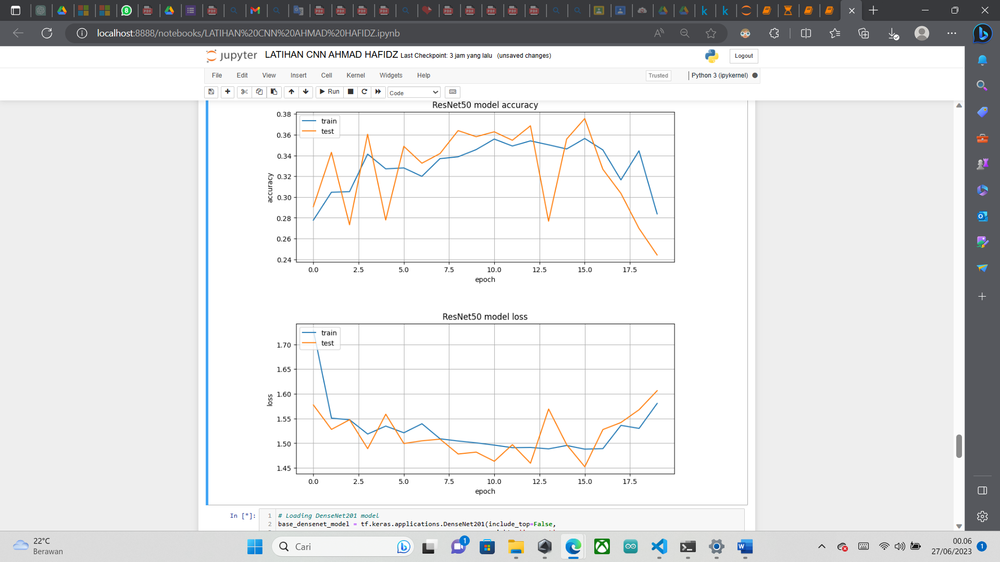 localhost:8888/notebooks/LATIHAN%20CNN%20AHMAD%20HAFIDZ.ipynb
jupyter LATIHAN CNN AHMAD HAFIDZ Last Checkpoint: 3 jam yang lalu (unsaved changes)
Logout
File Edit View Insert Cell Kernel Widgets Help
Trusted
Python 3 (ipykernel)
Run
Code
ResNet50 model accuracy
train
test
0.38
0.36
0.34
0.32
0.30
0.28
0.26
0.24
accuracy
0.0 2.5 5.0 7.5 10.0 12.5 15.0 17.5
epoch
ResNet50 model loss
train
test
1.70
1.65
1.60
1.55
1.50
1.45
loss
0.0 2.5 5.0 7.5 10.0 12.5 15.0 17.5
epoch
In [*]:
1 # Loading DenseNet201 model
2 base_densenet_model = tf.keras.applications.DenseNet201(include_top=False,
22°C
Berawan
Cari
1
00.06
27/06/2023
1